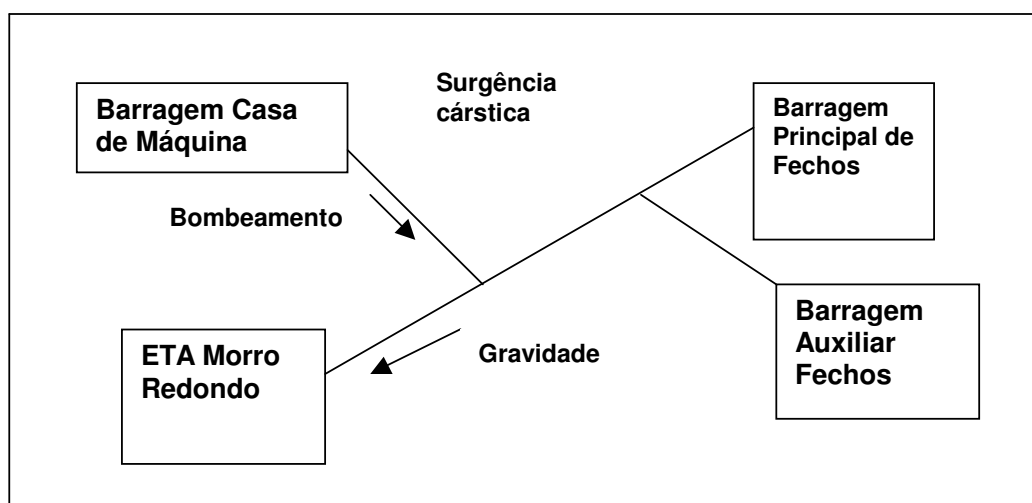 Barragem Casa
de Máquina
Surgência
cárstica
Barragem
Principal de
Fechos
Bombeamento
ETA Morro
Redondo
Gravidade
Barragem
Auxiliar
Fechos